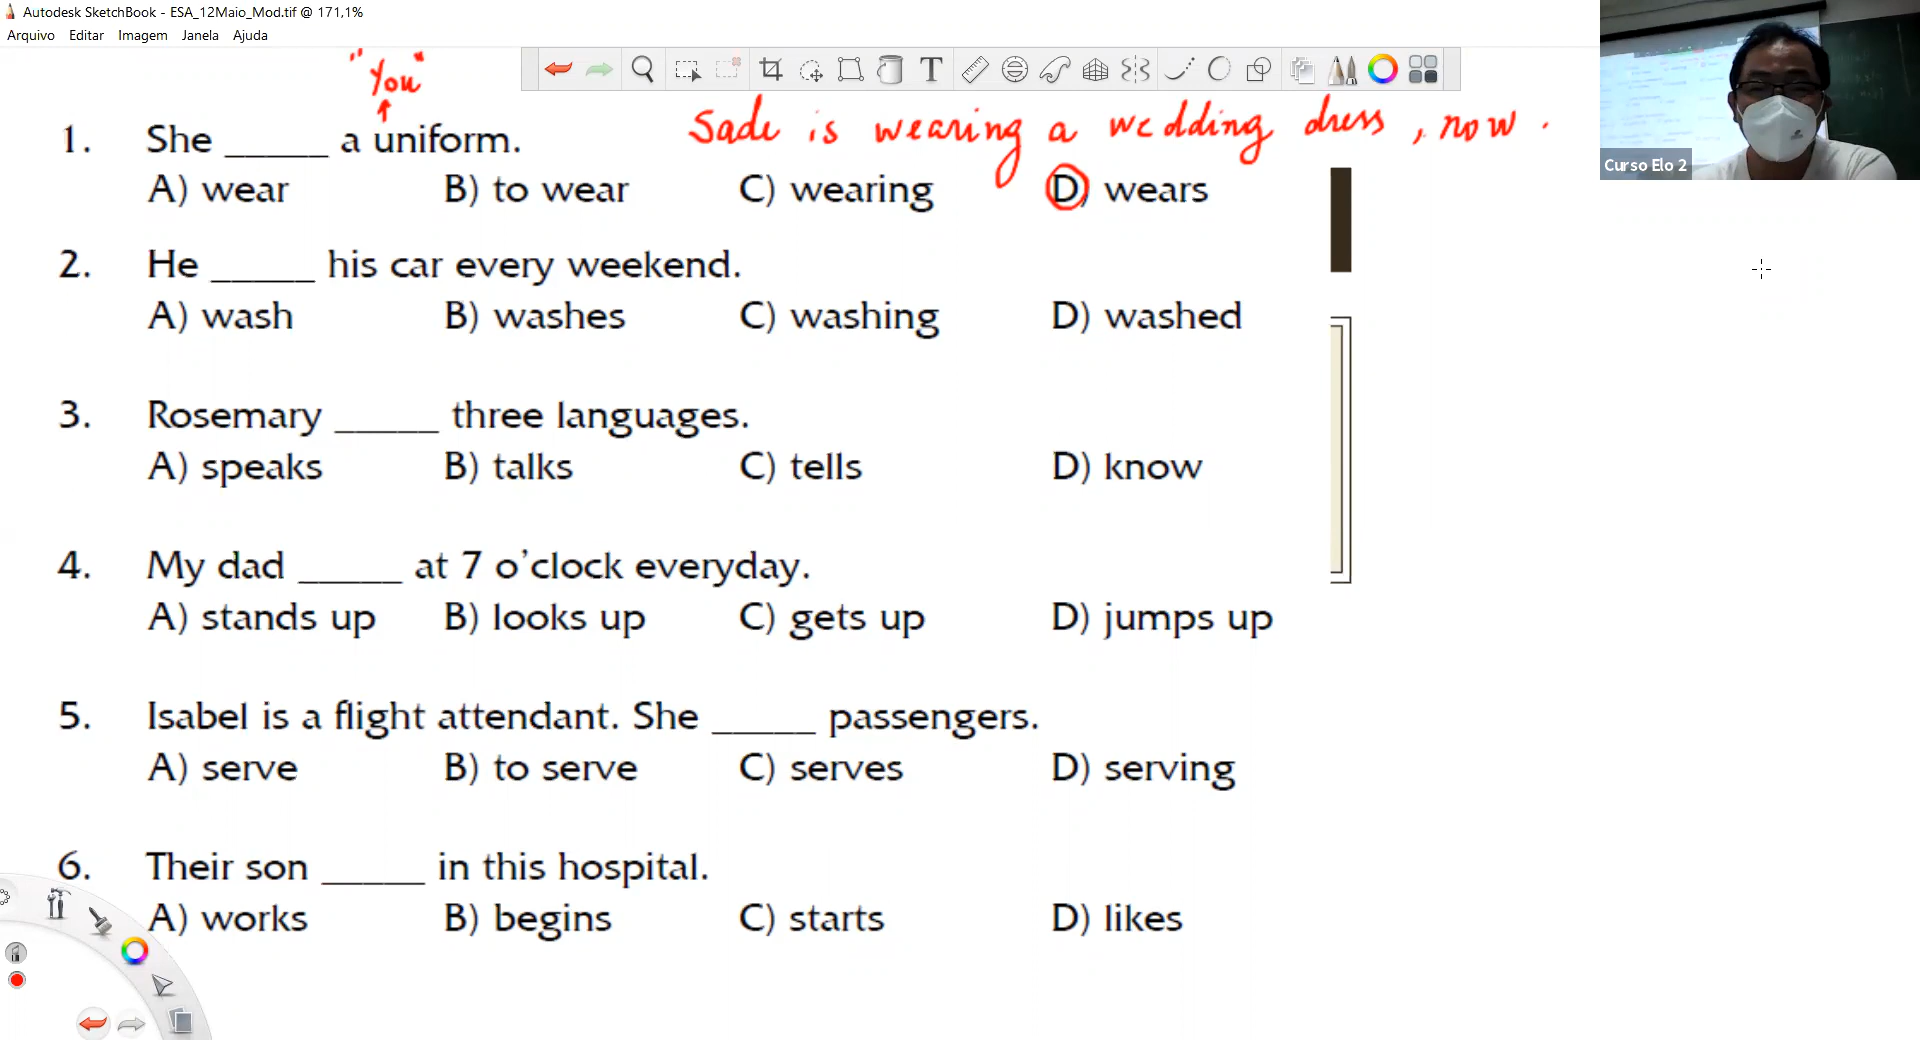 Autodesk SketchBook - ESA_12Maio_Mod.tif @ 171,1%
Arquivo Editar Imagem Janela Ajuda
"You"
Sade is wearing a wedding dress, now.
1. She _____ a uniform.
A) wear B) to wear C) wearing D) wears
Curso Elo 2
2. He _____ his car every weekend.
A) wash B) washes C) washing D) washed
3. Rosemary _____ three languages.
A) speaks B) talks C) tells D) know
4. My dad _____ at 7 o'clock everyday.
A) stands up B) looks up C) gets up D) jumps up
5. Isabel is a flight attendant. She _____ passengers.
A) serve B) to serve C) serves D) serving
6. Their son _____ in this hospital.
A) works B) begins C) starts D) likes